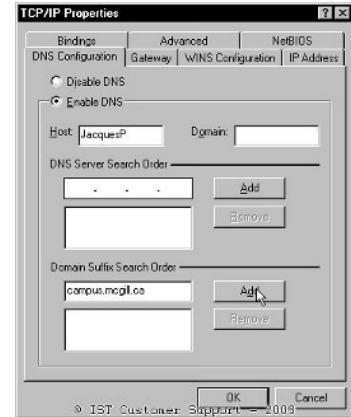 TCP/IP Properties
Bindings Advanced NetBIOS
DNS Configuration Gateway WINS Configuration IP Address
Disable DNS
Enable DNS
Host: JacquesP Domain:
DNS Server Search Order
. . . Add
Remove
Domain Suffix Search Order
campus.mcgill.ca Add
Remove
OK Cancel
© IST Customer Support - 2008